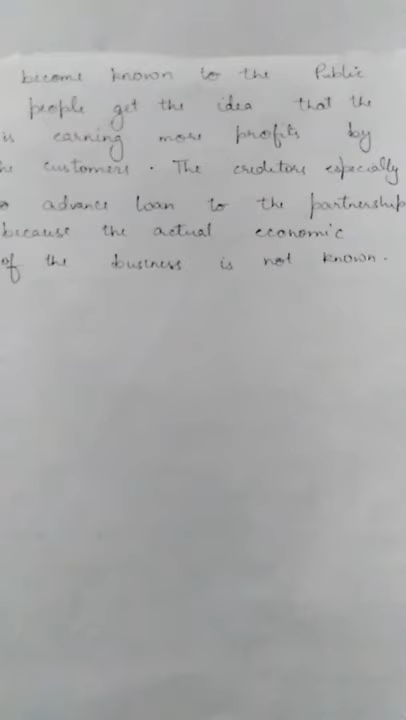 become known to the Public
people get the idea that the
is earning more profits by
customers. The creditors especially
advance loan to the partnership
because the actual economic
of the business is not known.